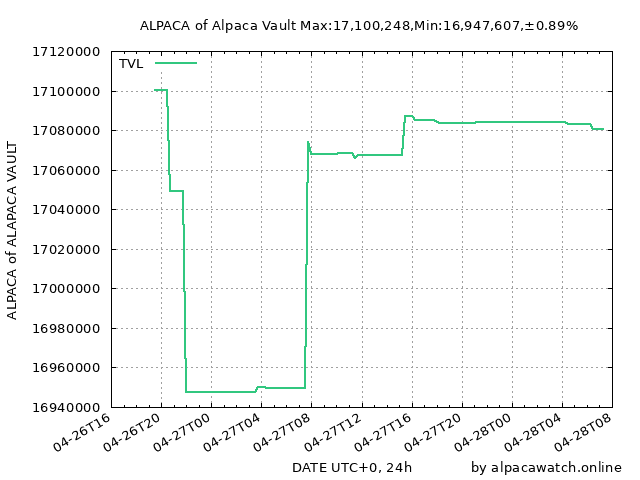 ALPACA of Alpaca Vault Max:17,100,248,Min:16,947,607,±0.89%
17120000
TVL
17100000
17080000
17060000
17040000
17020000
17000000
16980000
16960000
16940000
ALPACA of ALAPACA VAULT
04-26T16
04-26T20
04-27T00
04-27T04
04-27T08
04-27T12
04-27T16
04-27T20
04-28T00
04-28T04
04-28T08
DATE UTC+0, 24h
by alpacawatch.online